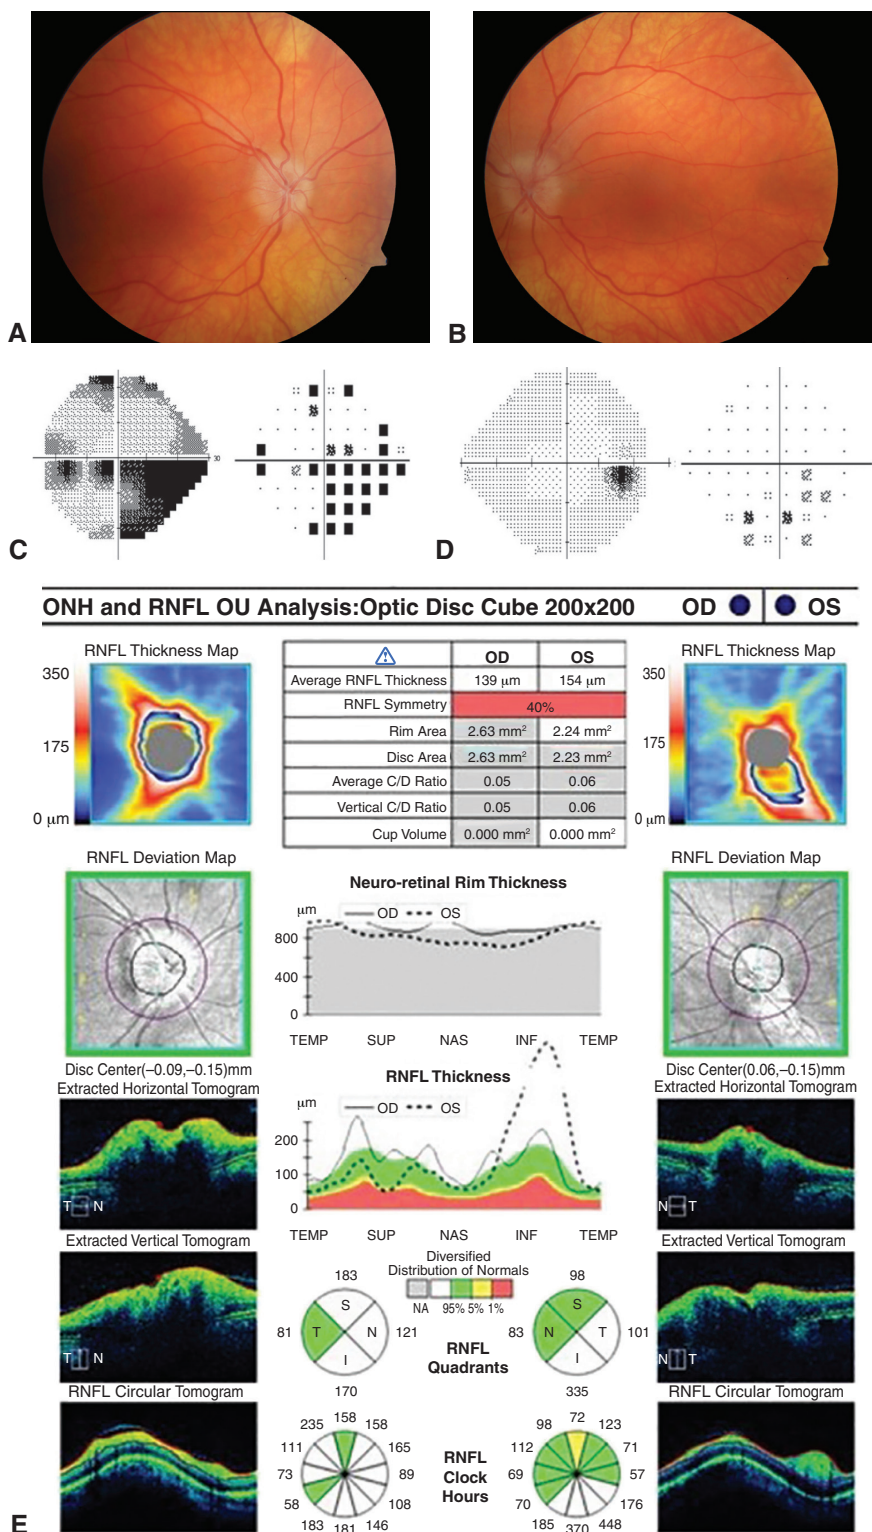 A
B
30
C
D
ONH and RNFL OU Analysis:Optic Disc Cube 200x200 OD OS
RNFL Thickness Map
350
175
0 µm
OD OS
Average RNFL Thickness 139 µm 154 µm
RNFL Symmetry 40%
Rim Area 2.63 mm² 2.24 mm²
Disc Area 2.63 mm² 2.23 mm²
Average C/D Ratio 0.05 0.06
Vertical C/D Ratio 0.05 0.06
Cup Volume 0.000 mm² 0.000 mm²
RNFL Thickness Map
350
175
0 µm
RNFL Deviation Map
Disc Center(–0.09,–0.15)mm
Extracted Horizontal Tomogram
T N
Extracted Vertical Tomogram
T N
RNFL Circular Tomogram
Neuro-retinal Rim Thickness
µm
OD OS
800
400
0
TEMP SUP NAS INF TEMP
RNFL Thickness
µm
OD OS
200
100
0
TEMP SUP NAS INF TEMP
Diversified
Distribution of Normals
NA 95% 5% 1%
183
S
81 T N 121
I
170
RNFL
Quadrants
98
S
83 N T 101
I
335
235 158 158
111 165
73 89
58 108
183 181 146
RNFL
Clock
Hours
98 72 123
112 71
69 57
70 176
185 370 448
RNFL Deviation Map
Disc Center(0.06,–0.15)mm
Extracted Horizontal Tomogram
N T
Extracted Vertical Tomogram
N T
RNFL Circular Tomogram
E